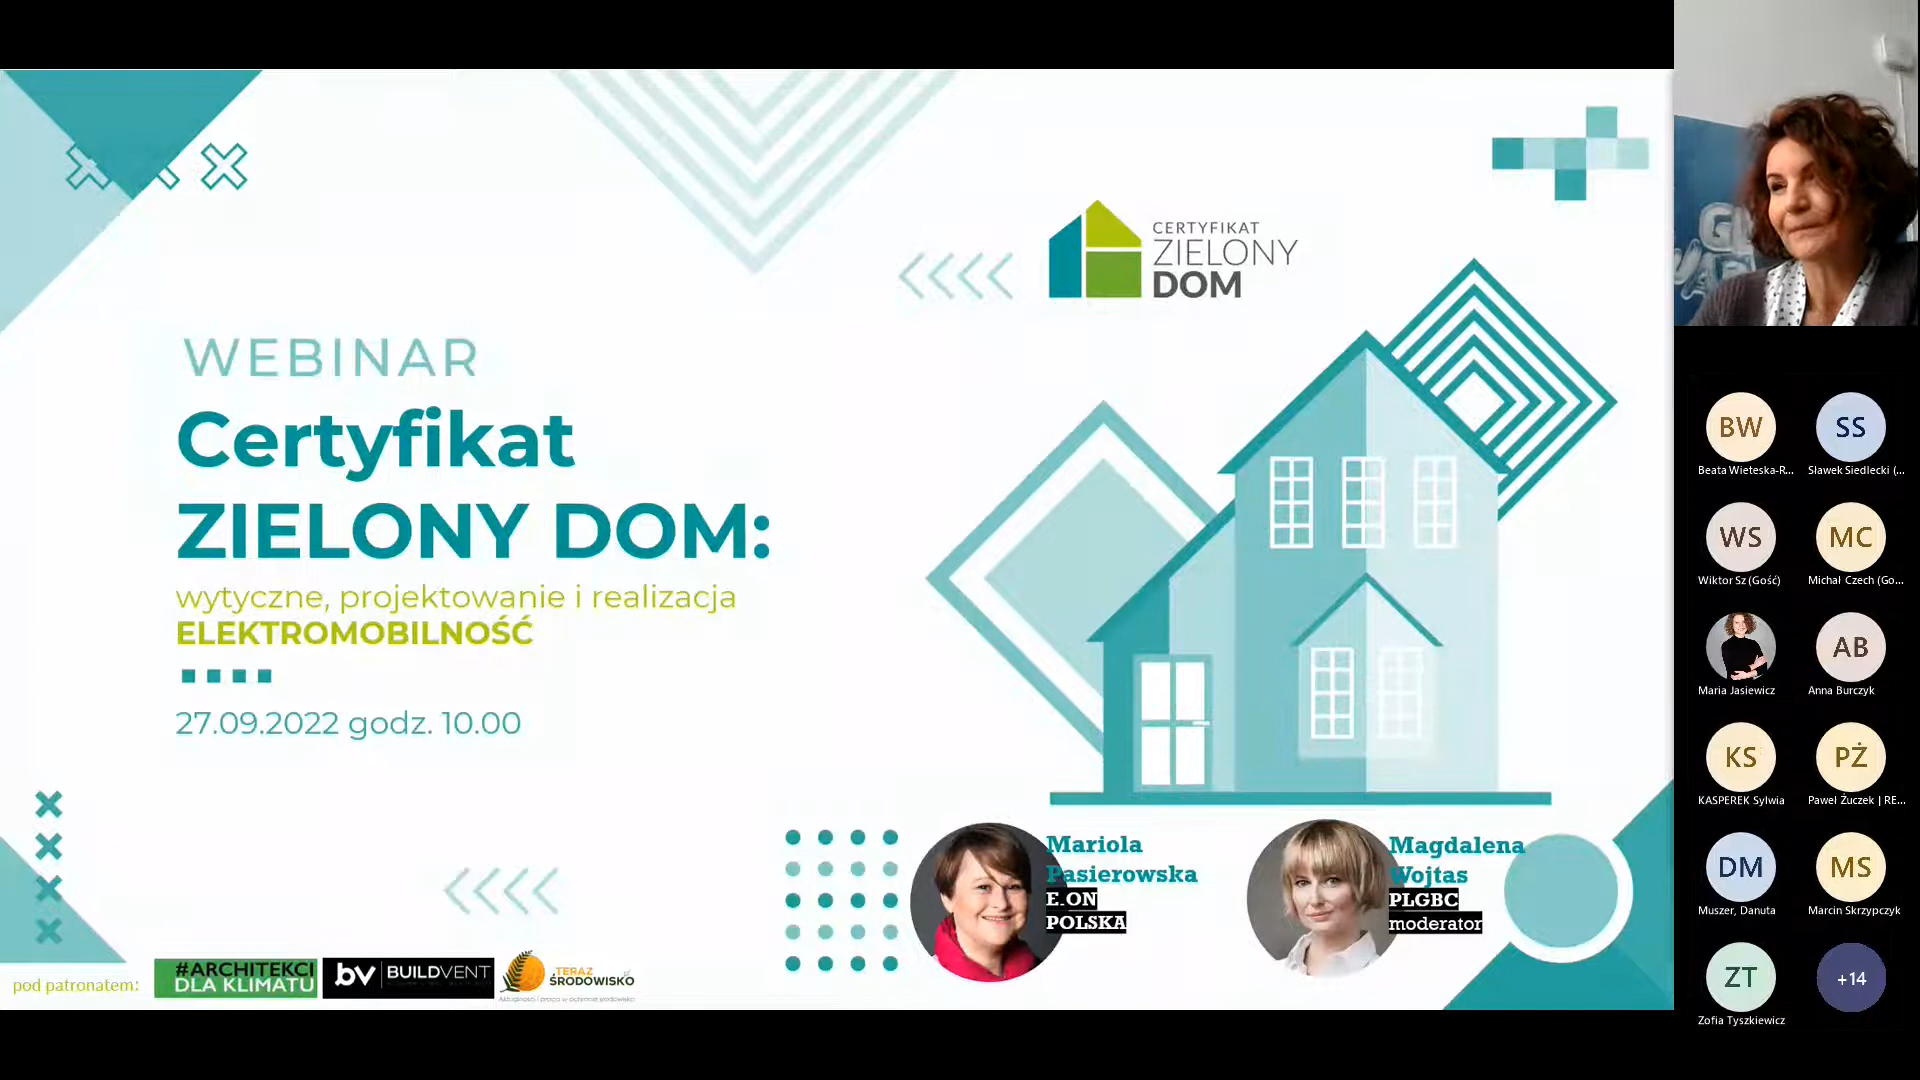 CERTYFIKAT
ZIELONY
DOM
WEBINAR
Certyfikat
ZIELONY DOM:
wytyczne, projektowanie i realizacja
ELEKTROMOBILNOŚĆ
27.09.2022 godz. 10.00
Mariola
Pasierowska
E.ON
POLSKA
Magdalena
Wojtas
PLGBC
moderator
pod patronatem:
#ARCHITEKCI
DLA KLIMATU
bv BUILDVENT
TERAZ
ŚRODOWISKO
BW
Beata Wieteska-R...
SS
Sławek Siedlecki (...
WS
Wiktor Sz (Gość)
MC
Michał Czech (Go...
Maria Jasiewicz
AB
Anna Burczyk
KS
KASPEREK Sylwia
PŻ
Paweł Żuczek | RE...
DM
Muszer, Danuta
MS
Marcin Skrzypczyk
ZT
Zofia Tyszkiewicz
+14